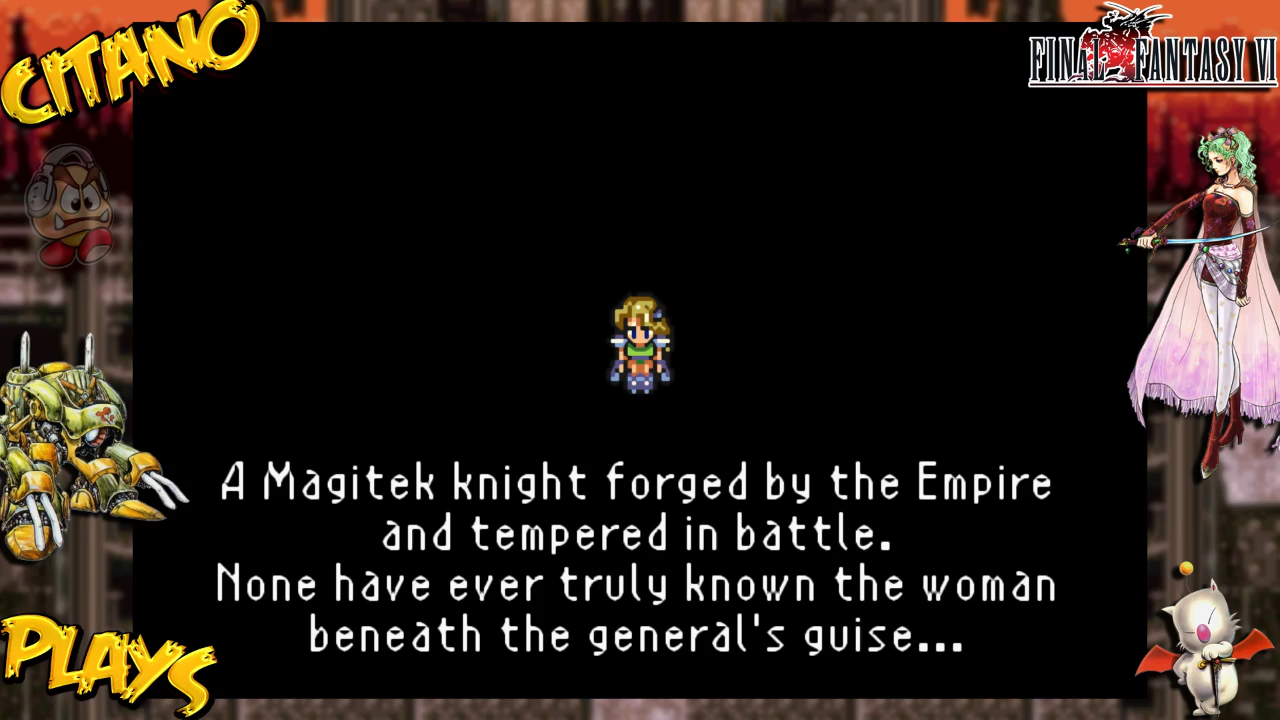 CITANO
FINAL FANTASY VI
A Magitek knight forged by the Empire
and tempered in battle.
None have ever truly known the woman
beneath the general's guise...
PLAYS